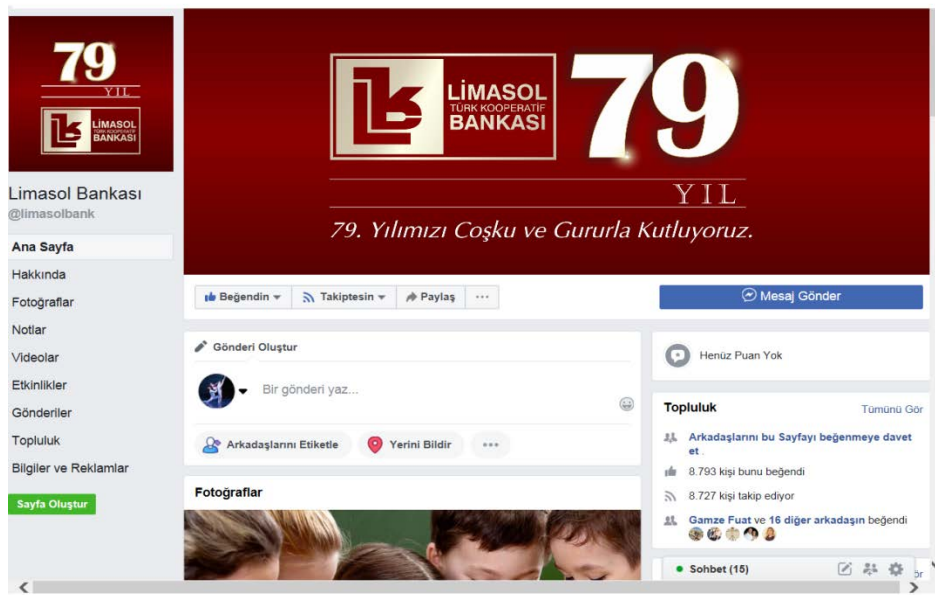 79
YIL
LİMASOL
TÜRK KOOPERATİF
BANKASI
Limasol Bankası
@limasolbank
Ana Sayfa
Hakkında
Fotoğraflar
Notlar
Videolar
Etkinlikler
Gönderiler
Topluluk
Bilgiler ve Reklamlar
Sayfa Oluştur
LİMASOL
TÜRK KOOPERATİF
BANKASI
79
YIL
79. Yılımızı Coşku ve Gururla Kutluyoruz.
Beğendin
Takiptesin
Paylaş
Mesaj Gönder
Gönderi Oluştur
Bir gönderi yaz...
Arkadaşlarını Etiketle
Yerini Bildir
Fotoğraflar
Henüz Puan Yok
Topluluk
Tümünü Gör
Arkadaşlarını bu Sayfayı beğenmeye davet
et .
8.793 kişi bunu beğendi
8.727 kişi takip ediyor
Gamze Fuat ve 16 diğer arkadaşın beğendi
Sohbet (15)